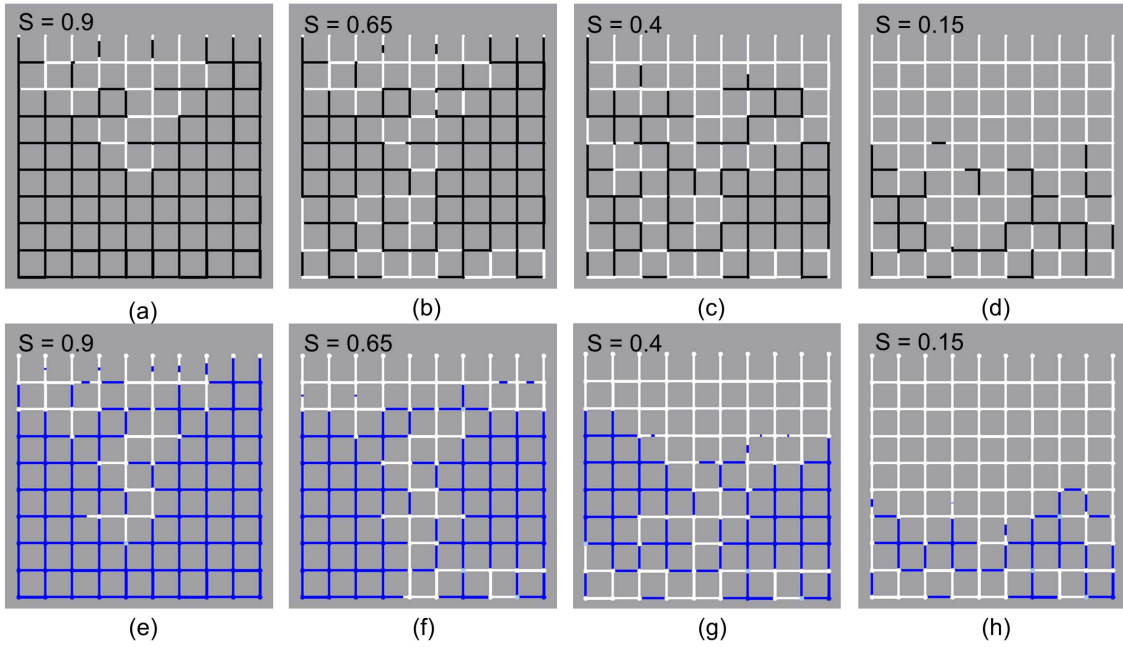 S = 0.9
S = 0.65
S = 0.4
S = 0.15
(a)
(b)
(c)
(d)
S = 0.9
S = 0.65
S = 0.4
S = 0.15
(e)
(f)
(g)
(h)